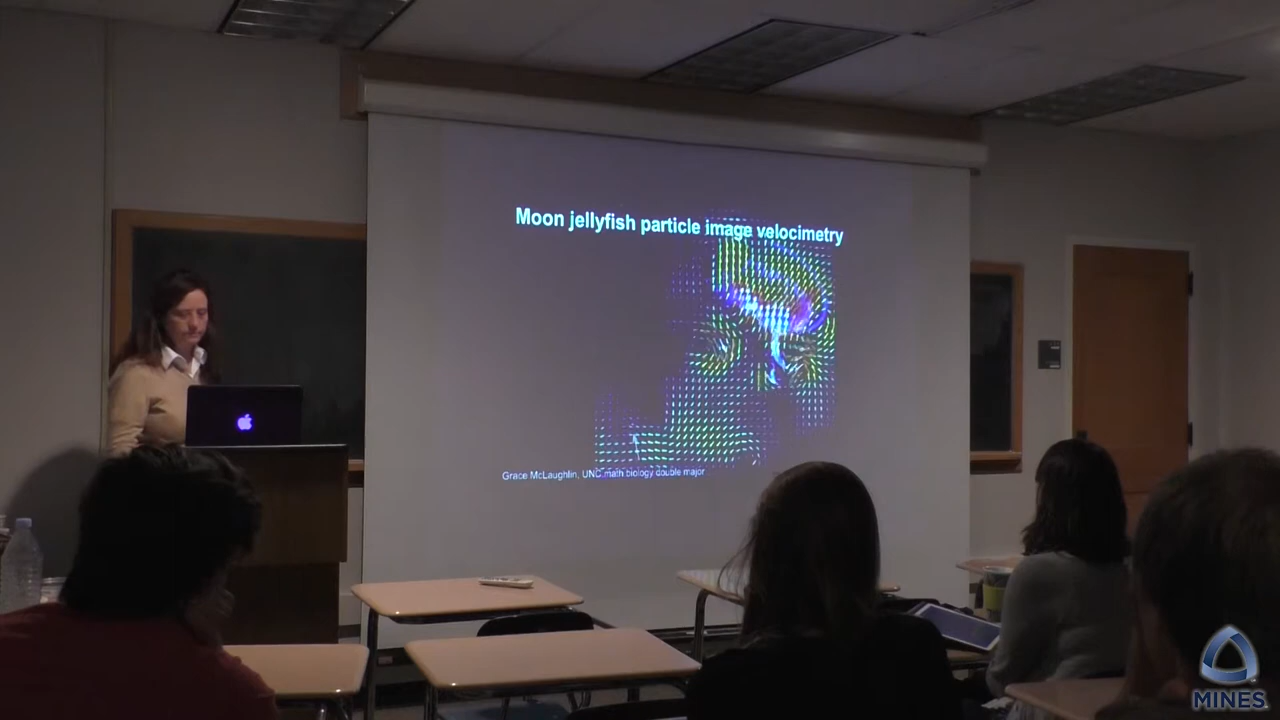 Moon jellyfish particle image velocimetry
Grace McLaughlin, UNC math biology double major
MINES